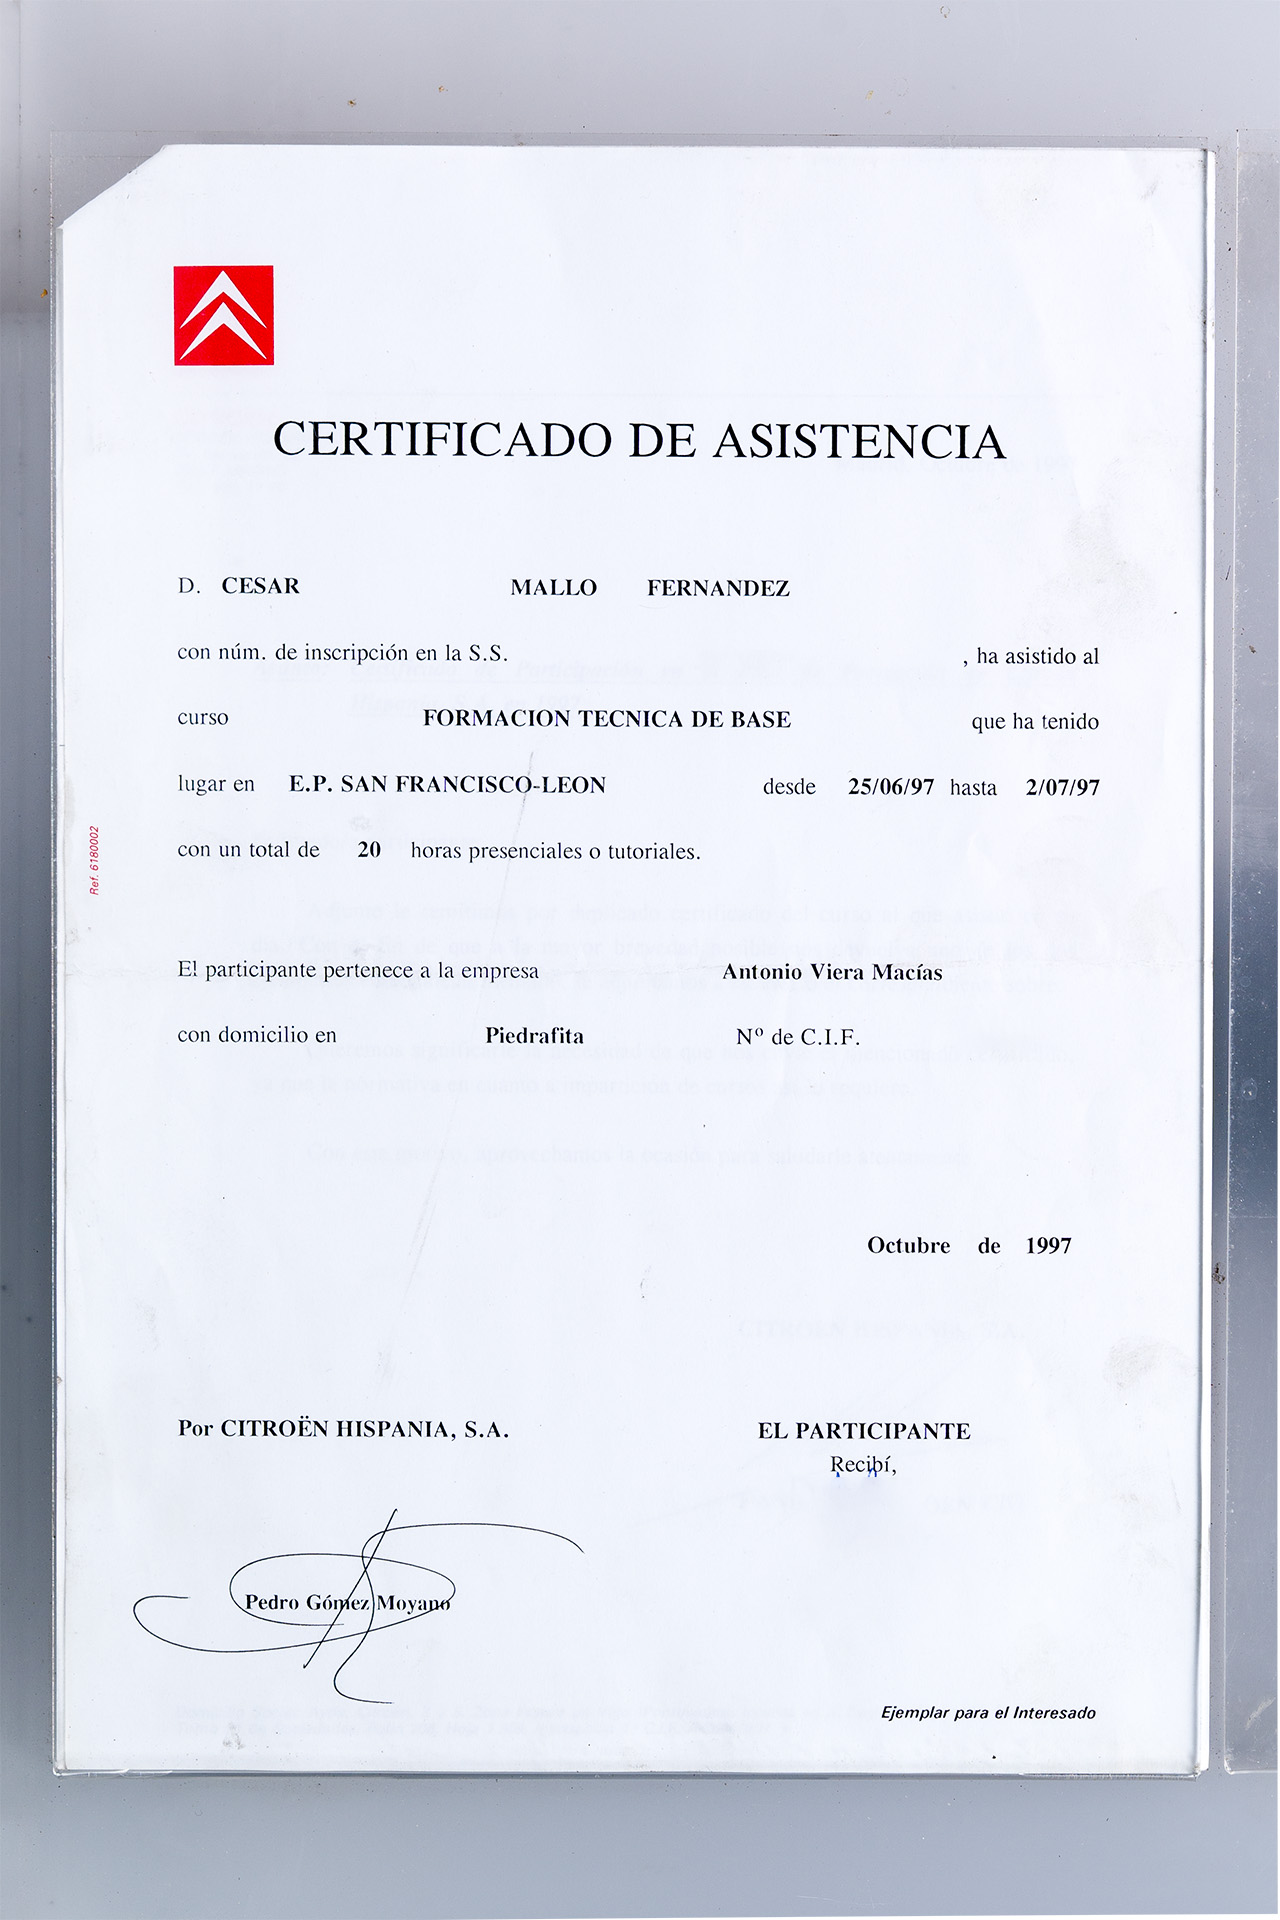 CERTIFICADO DE ASISTENCIA
D. CESAR MALLO FERNANDEZ
con núm. de inscripción en la S.S. , ha asistido al
curso FORMACION TECNICA DE BASE que ha tenido
lugar en E.P. SAN FRANCISCO-LEON desde 25/06/97 hasta 2/07/97
con un total de 20 horas presenciales o tutoriales.
Ref. 6180002
El participante pertenece a la empresa Antonio Viera Macías
con domicilio en Piedrafita Nº de C.I.F.
Octubre de 1997
Por CITROËN HISPANIA, S.A. EL PARTICIPANTE
Recibí,
Pedro Gómez Moyano
Ejemplar para el Interesado